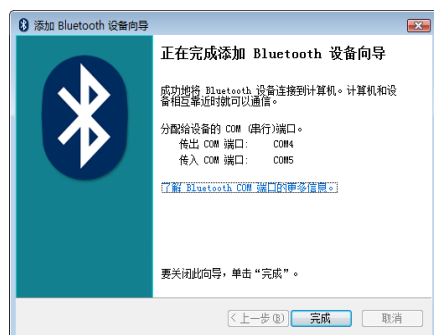 添加 Bluetooth 设备向导
正在完成添加 Bluetooth 设备向导
成功地将 Bluetooth 设备连接到计算机。计算机和设
备相互靠近时就可以通信。
分配给设备的 COM (串行)端口。
传出 COM 端口: COM4
传入 COM 端口: COM5
了解 Bluetooth COM 端口的更多信息。
要关闭此向导，单击“完成”。
<上一步(B) 完成 取消